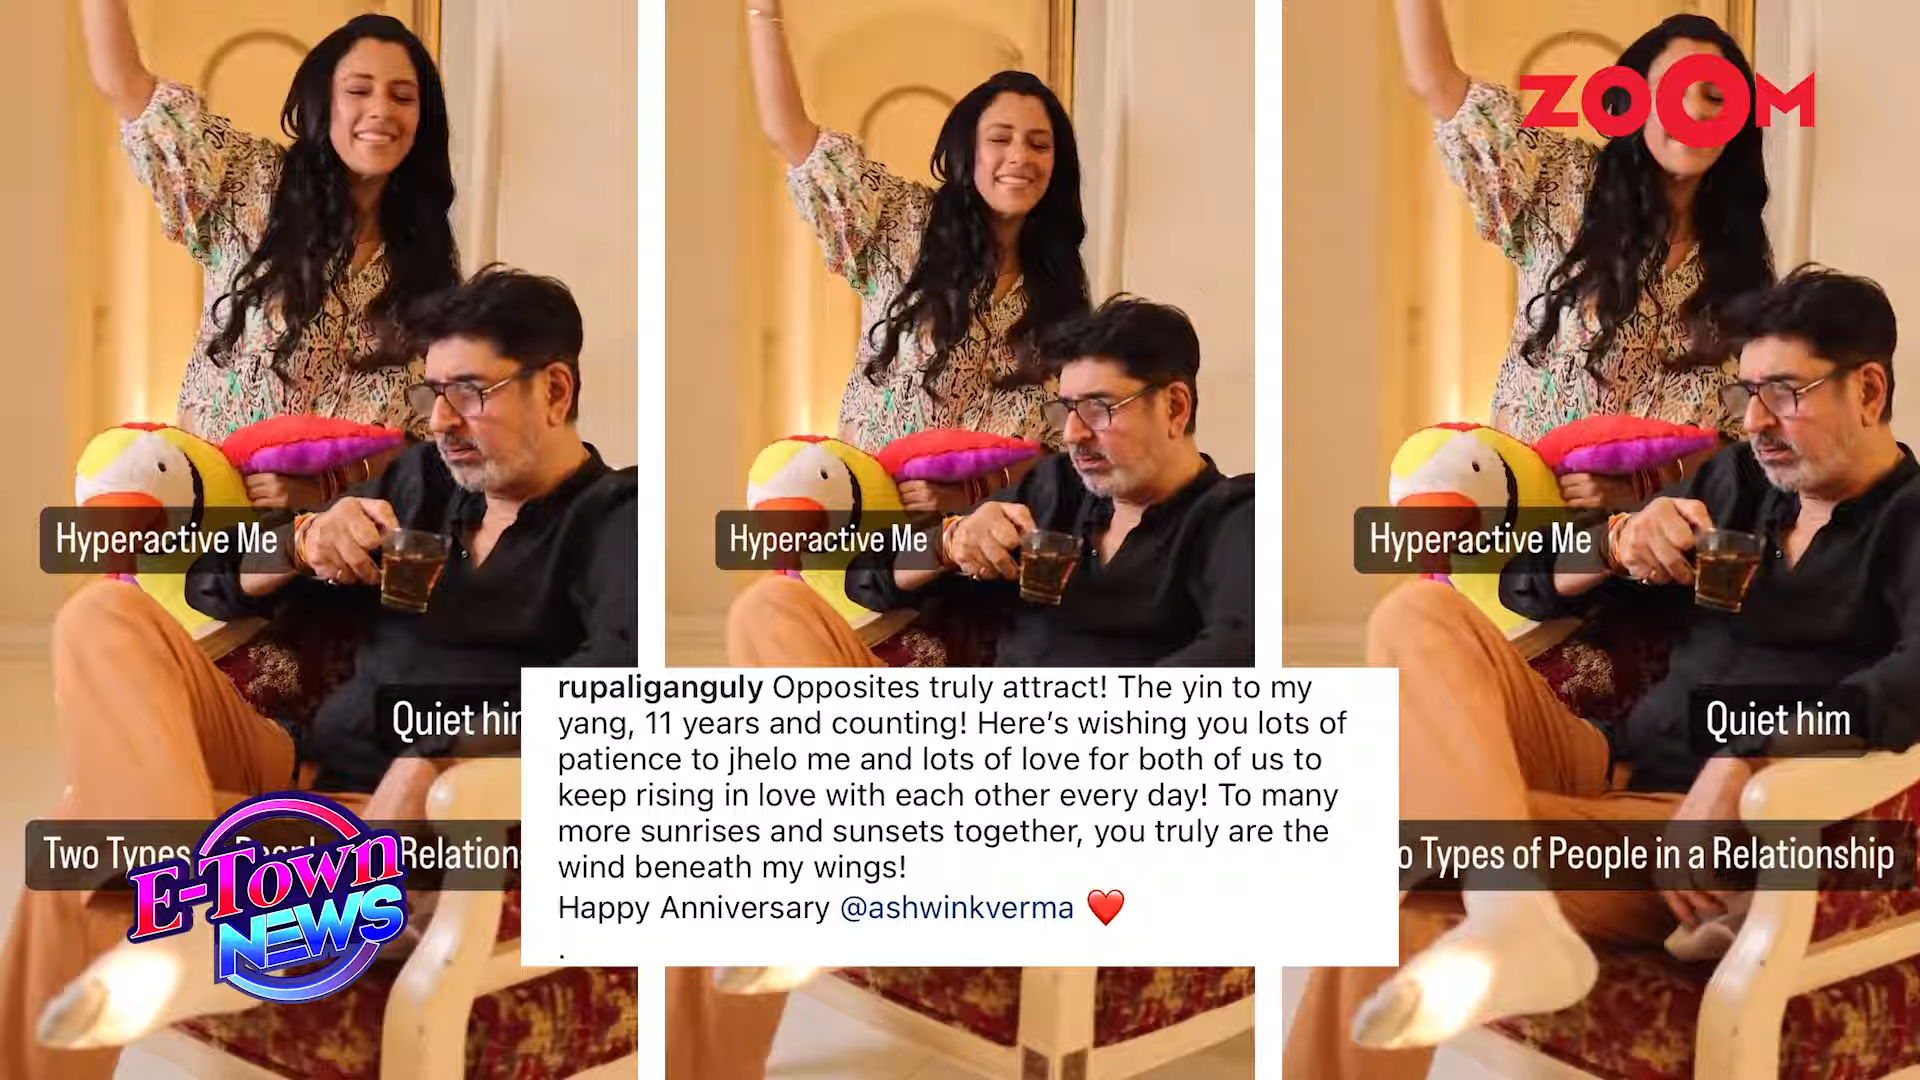 ZOOM
Hyperactive Me
Hyperactive Me
Hyperactive Me
Quiet
Quiet him
Two Types
o Types of People in a Relationship
E-Town
NEWS
rupaliganguly Opposites truly attract! The yin to my
yang, 11 years and counting! Here’s wishing you lots of
patience to jhelo me and lots of love for both of us to
keep rising in love with each other every day! To many
more sunrises and sunsets together, you truly are the
wind beneath my wings!
Happy Anniversary @ashwinkverma ❤️
.